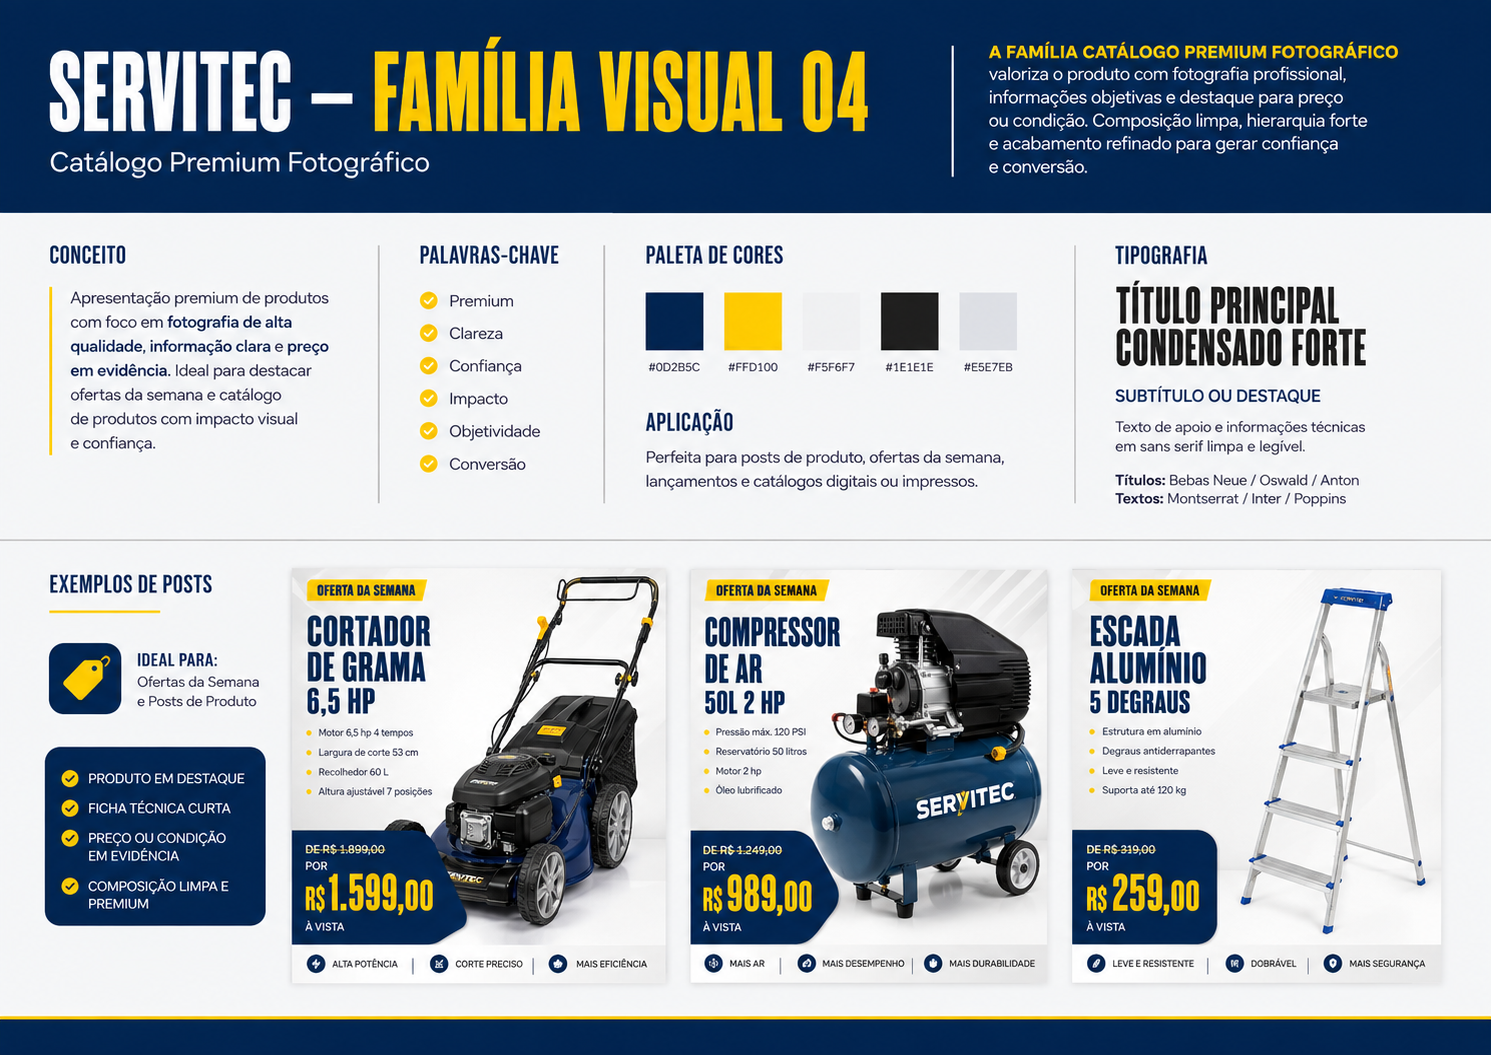 SERVITEC – FAMÍLIA VISUAL 04
Catálogo Premium Fotográfico
A FAMÍLIA CATÁLOGO PREMIUM FOTOGRÁFICO
valoriza o produto com fotografia profissional,
informações objetivas e destaque para preço
ou condição. Composição limpa, hierarquia forte
e acabamento refinado para gerar confiança
e conversão.
CONCEITO
Apresentação premium de produtos
com foco em fotografia de alta
qualidade, informação clara e preço
em evidência. Ideal para destacar
ofertas da semana e catálogo
de produtos com impacto visual
e confiança.
PALAVRAS-CHAVE
Premium
Clareza
Confiança
Impacto
Objetividade
Conversão
PALETA DE CORES
#0D2B5C #FFD100 #F5F6F7 #1E1E1E #E5E7EB
APLICAÇÃO
Perfeita para posts de produto, ofertas da semana,
lançamentos e catálogos digitais ou impressos.
TIPOGRAFIA
TÍTULO PRINCIPAL
CONDENSADO FORTE
SUBTÍTULO OU DESTAQUE
Texto de apoio e informações técnicas
em sans serif limpa e legível.
Títulos: Bebas Neue / Oswald / Anton
Textos: Montserrat / Inter / Poppins
EXEMPLOS DE POSTS
IDEAL PARA:
Ofertas da Semana
e Posts de Produto
PRODUTO EM DESTAQUE
FICHA TÉCNICA CURTA
PREÇO OU CONDIÇÃO
EM EVIDÊNCIA
COMPOSIÇÃO LIMPA E
PREMIUM
OFERTA DA SEMANA
CORTADOR
DE GRAMA
6,5 HP
Motor 6,5 hp 4 tempos
Largura de corte 53 cm
Recolhedor 60 L
Altura ajustável 7 posições
DE R$ 1.899,00
POR
R$ 1.599,00
À VISTA
ALTA POTÊNCIA | CORTE PRECISO | MAIS EFICIÊNCIA
OFERTA DA SEMANA
COMPRESSOR
DE AR
50L 2 HP
Pressão máx. 120 PSI
Reservatório 50 litros
Motor 2 hp
Óleo lubrificado
SERVITEC
DE R$ 1.249,00
POR
R$ 989,00
À VISTA
MAIS AR | MAIS DESEMPENHO | MAIS DURABILIDADE
OFERTA DA SEMANA
ESCADA
ALUMÍNIO
5 DEGRAUS
Estrutura em alumínio
Degraus antiderrapantes
Leve e resistente
Suporta até 120 kg
DE R$ 319,00
POR
R$ 259,00
À VISTA
LEVE E RESISTENTE | DOBRÁVEL | MAIS SEGURANÇA